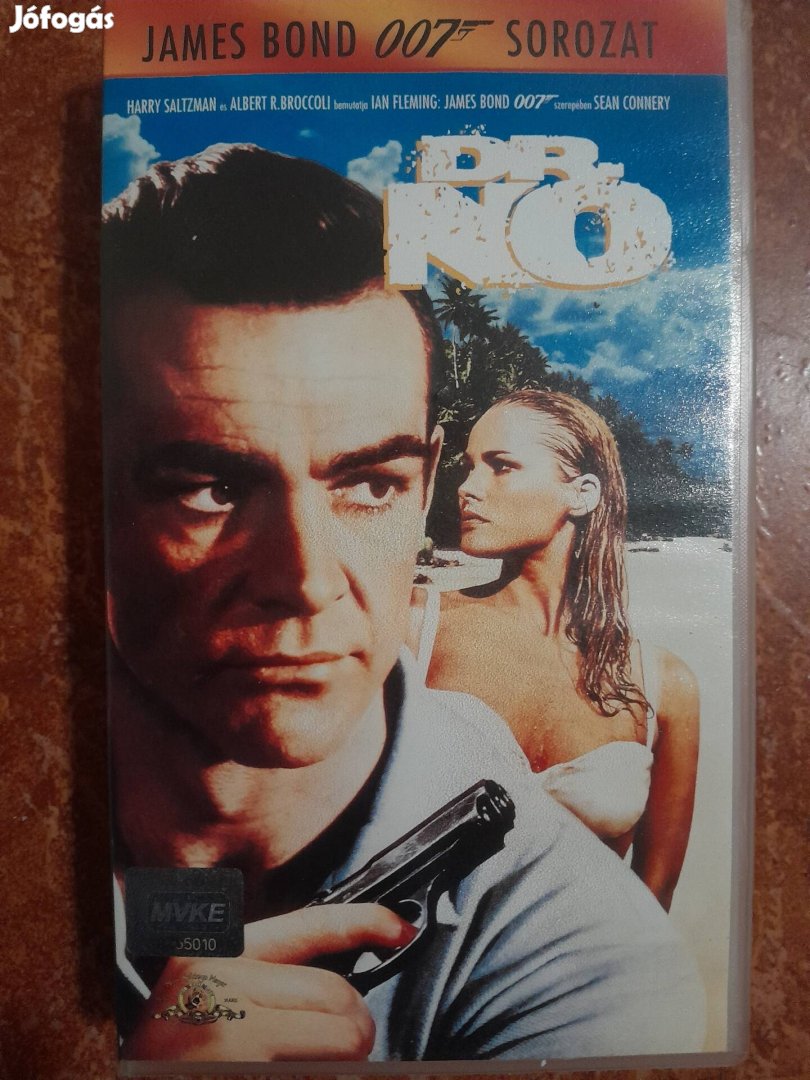 Jófogás
JAMES BOND 007 SOROZAT
HARRY SALTZMAN és ALBERT R. BROCCOLI bemutatja IAN FLEMING: JAMES BOND 007 szerepében SEAN CONNERY
DR.
NO
MVKE
55010